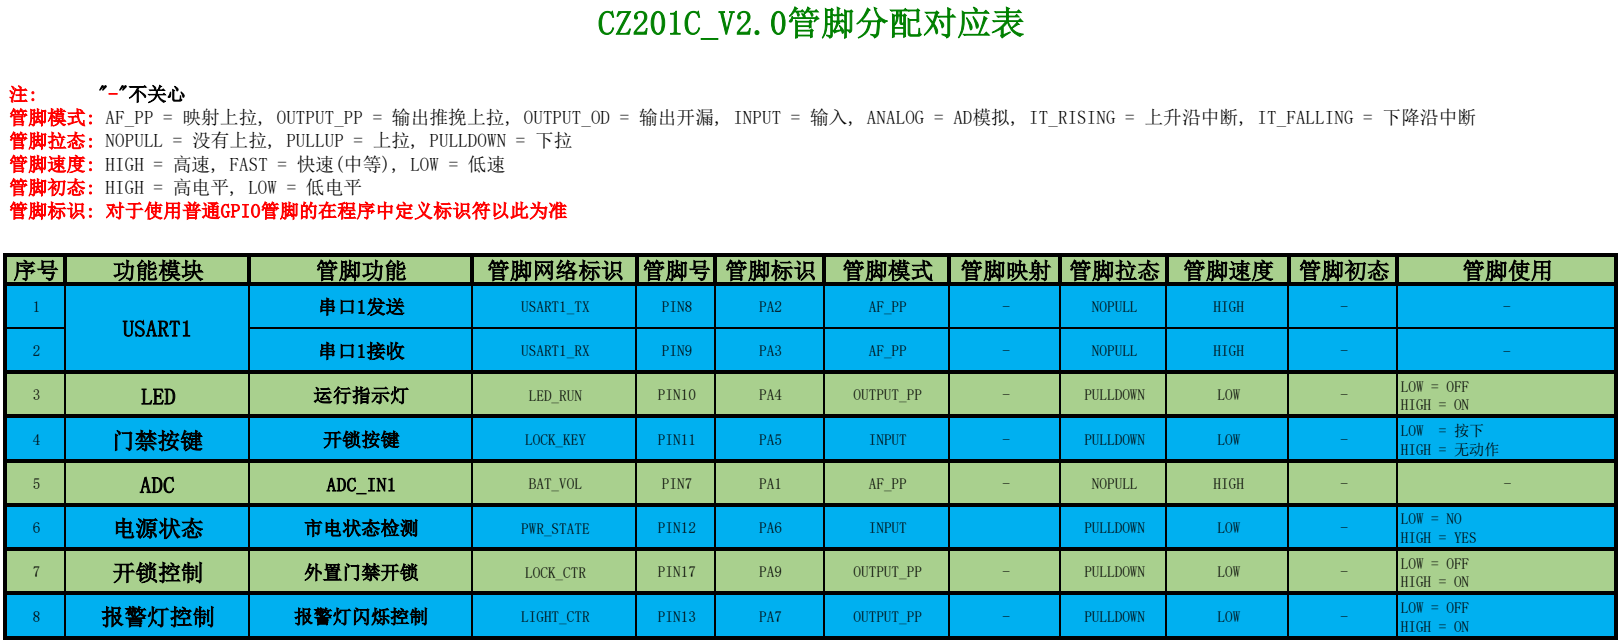 CZ201C_V2.0管脚分配对应表
注: "-"不关心
管脚模式: AF_PP = 映射上拉, OUTPUT_PP = 输出推挽上拉, OUTPUT_OD = 输出开漏, INPUT = 输入, ANALOG = AD模拟, IT_RISING = 上升沿中断, IT_FALLING = 下降沿中断
管脚拉态: NOPULL = 没有上拉, PULLUP = 上拉, PULLDOWN = 下拉
管脚速度: HIGH = 高速, FAST = 快速(中等), LOW = 低速
管脚初态: HIGH = 高电平, LOW = 低电平
管脚标识: 对于使用普通GPIO管脚的在程序中定义标识符以此为准
序号 功能模块 管脚功能 管脚网络标识 管脚号 管脚标识 管脚模式 管脚映射 管脚拉态 管脚速度 管脚初态 管脚使用
1 USART1 串口1发送 USART1_TX PIN8 PA2 AF_PP - NOPULL HIGH - -
2 串口1接收 USART1_RX PIN9 PA3 AF_PP - NOPULL HIGH - -
3 LED 运行指示灯 LED_RUN PIN10 PA4 OUTPUT_PP - PULLDOWN LOW - LOW = OFF
HIGH = ON
4 门禁按键 开锁按键 LOCK_KEY PIN11 PA5 INPUT - PULLDOWN LOW - LOW = 按下
HIGH = 无动作
5 ADC ADC_IN1 BAT_VOL PIN7 PA1 AF_PP - NOPULL HIGH - -
6 电源状态 市电状态检测 PWR_STATE PIN12 PA6 INPUT PULLDOWN LOW - LOW = NO
HIGH = YES
7 开锁控制 外置门禁开锁 LOCK_CTR PIN17 PA9 OUTPUT_PP - PULLDOWN LOW - LOW = OFF
HIGH = ON
8 报警灯控制 报警灯闪烁控制 LIGHT_CTR PIN13 PA7 OUTPUT_PP - PULLDOWN LOW - LOW = OFF
HIGH = ON